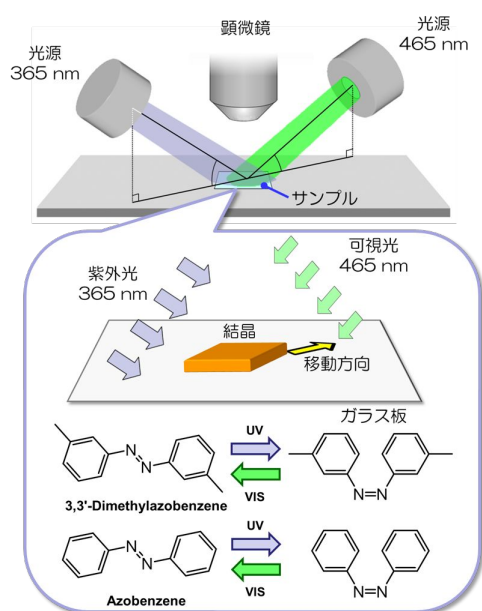 光源
365 nm
顕微鏡
光源
465 nm
サンプル
紫外光
365 nm
可視光
465 nm
結晶
移動方向
ガラス板
UV
VIS
N
N
N=N
3,3'-Dimethylazobenzene
UV
VIS
N
N
N=N
Azobenzene